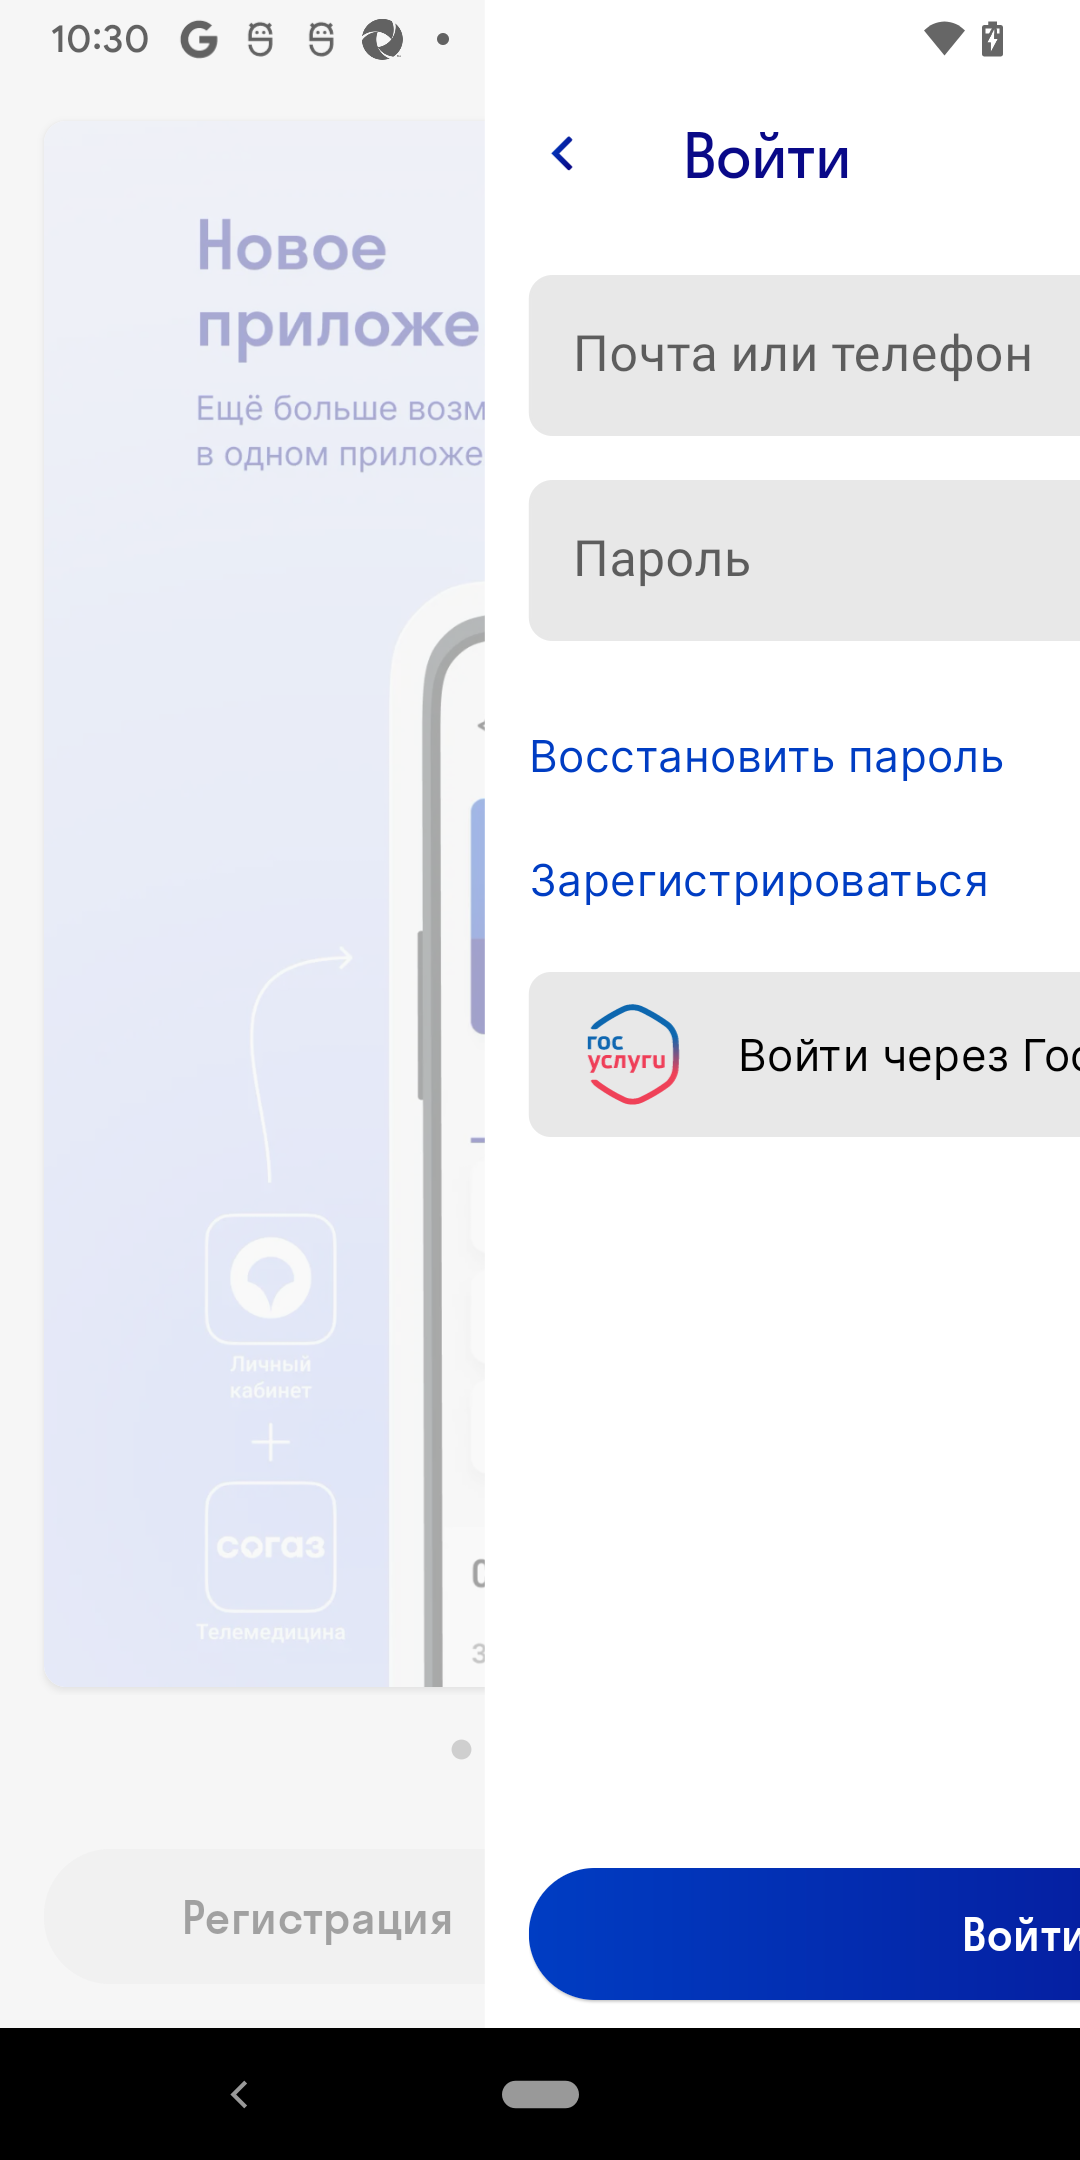 10:30
Новое
приложе
Ещё больше возм
в одном приложе
Личный
кабинет
согаз
Телемедицина
Регистрация
Войти
Почта или телефон
Пароль
Восстановить пароль
Зарегистрироваться
гос
услуги
Войти через Гос
Войти